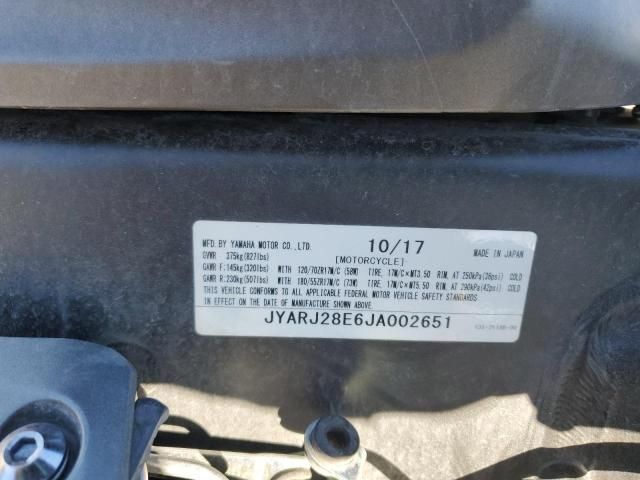 MFD.BY YAMAHA MOTOR CO.,LTD. 10/17 MADE IN JAPAN
GVWR 375kg(827lbs) [MOTORCYCLE]
GAWR F:145kg(320lbs) WITH 120/70ZR17M/C (58W) TIRE, 17M/C×MT3.50 RIM, AT 250kPa(36psi) COLD
GAWR R:230kg(507lbs) WITH 180/55ZR17M/C (73W) TIRE, 17M/C×MT5.50 RIM, AT 290kPa(42psi) COLD
THIS VEHICLE CONFORMS TO ALL APPLICABLE FEDERAL MOTOR VEHICLE SAFETY STANDARDS
IN EFFECT ON THE DATE OF MANUFACTURE SHOWN ABOVE.
JYARJ28E6JA002651